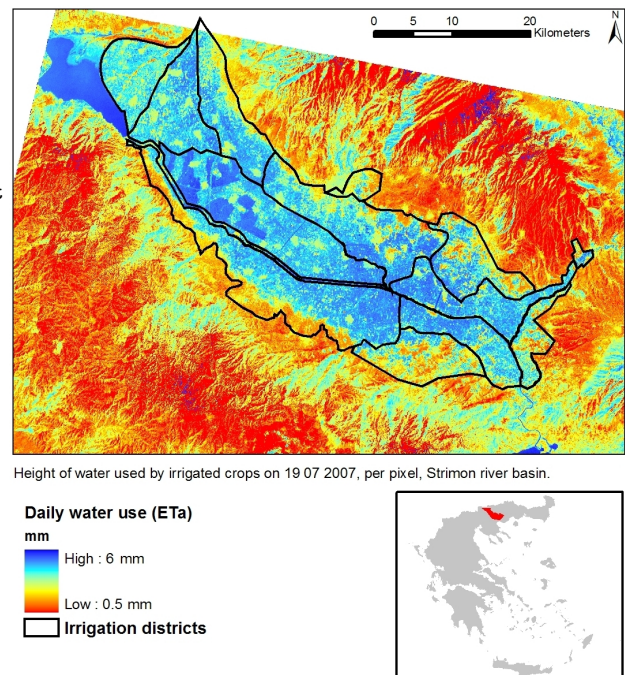 0 5 10 20
Kilometers
N
Height of water used by irrigated crops on 19 07 2007, per pixel, Strimon river basin.
Daily water use (ETa)
mm
High : 6 mm
Low : 0.5 mm
Irrigation districts